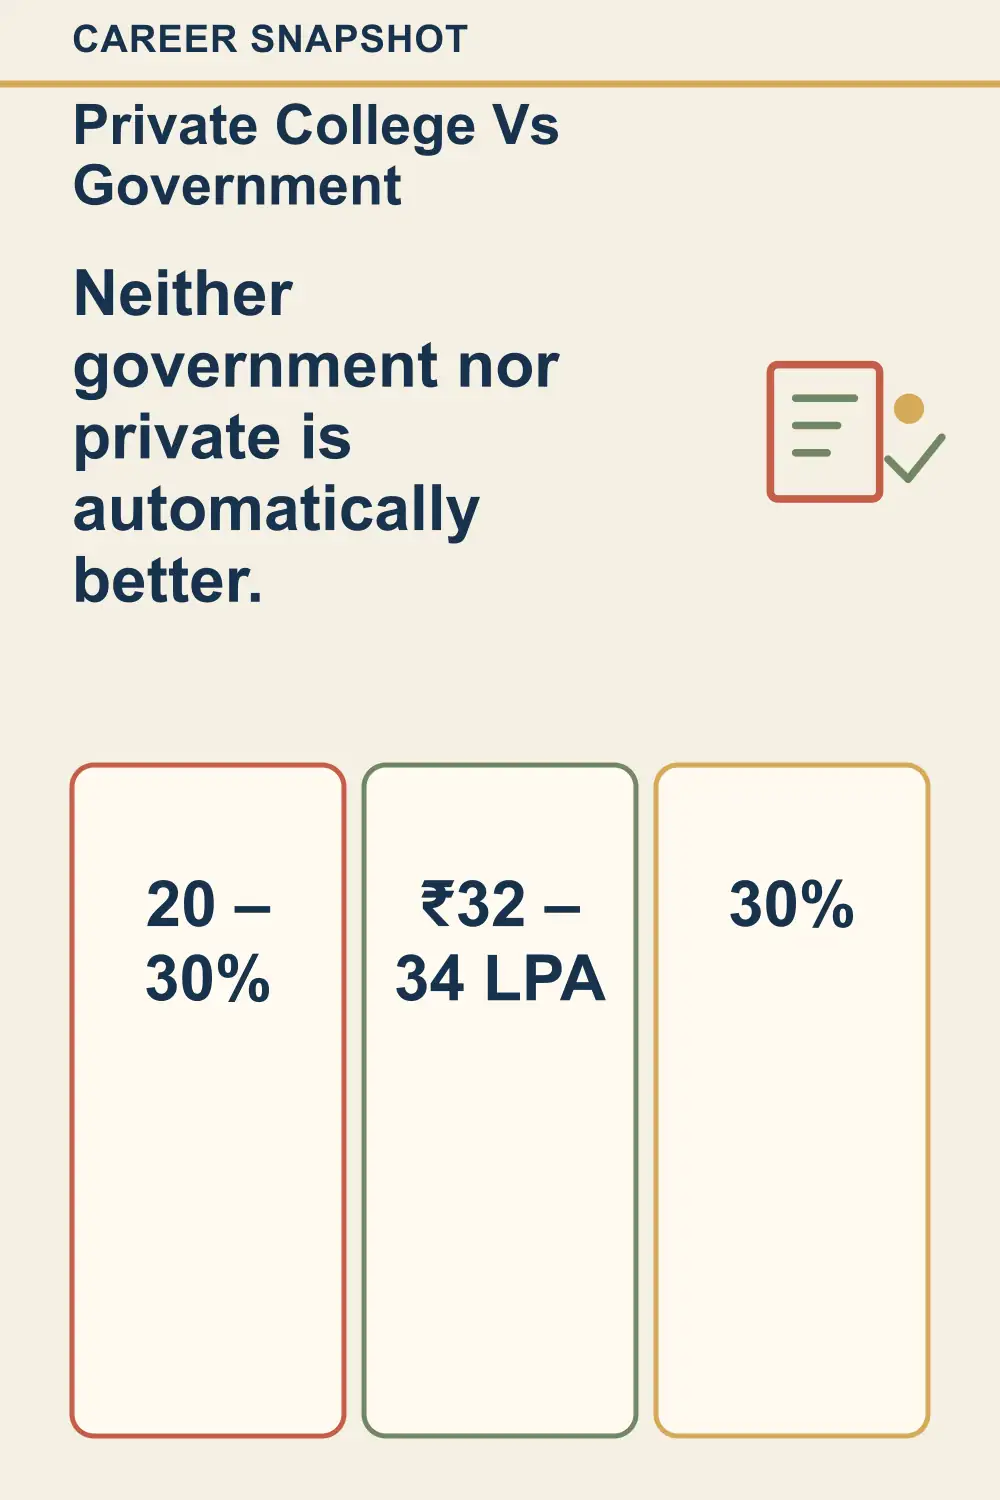 CAREER SNAPSHOT
Private College Vs
Government
Neither
government nor
private is
automatically
better.
20 –
30%
₹32 –
34 LPA
30%